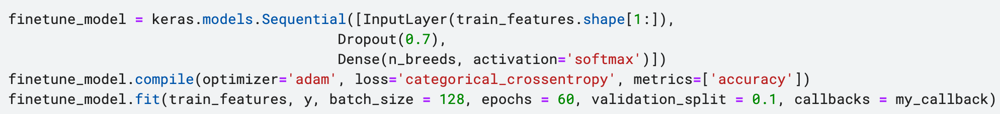 finetune_model = keras.models.Sequential([InputLayer(train_features.shape[1:]),
                                       Dropout(0.7),
                                       Dense(n_breeds, activation='softmax')])
finetune_model.compile(optimizer='adam', loss='categorical_crossentropy', metrics=['accuracy'])
finetune_model.fit(train_features, y, batch_size = 128, epochs = 60, validation_split = 0.1, callbacks = my_callback)